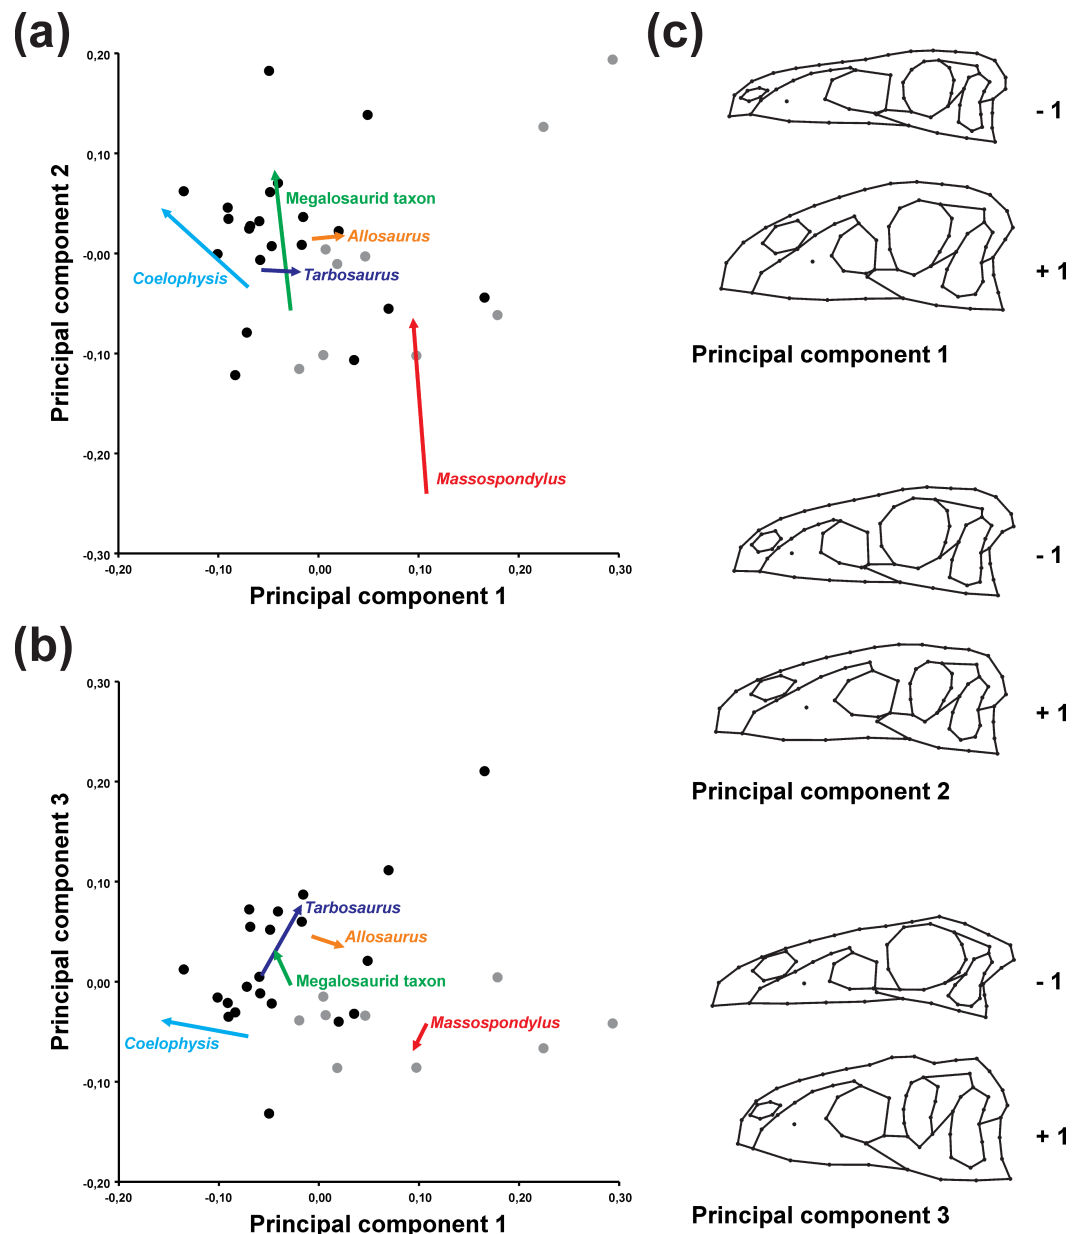 (a)
0,20
0,10
-0,00
-0,10
-0,20
-0,30
-0,20
-0,10
0,00
0,10
0,20
0,30
Principal component 2
Principal component 1
Megalosaurid taxon
Allosaurus
Coelophysis
Tarbosaurus
Massospondylus
(b)
0,30
0,20
0,10
0,00
-0,10
-0,20
-0,20
-0,10
0,00
0,10
0,20
0,30
Principal component 3
Principal component 1
Tarbosaurus
Allosaurus
Megalosaurid taxon
Massospondylus
Coelophysis
(c)
- 1
+ 1
Principal component 1
- 1
+ 1
Principal component 2
- 1
+ 1
Principal component 3